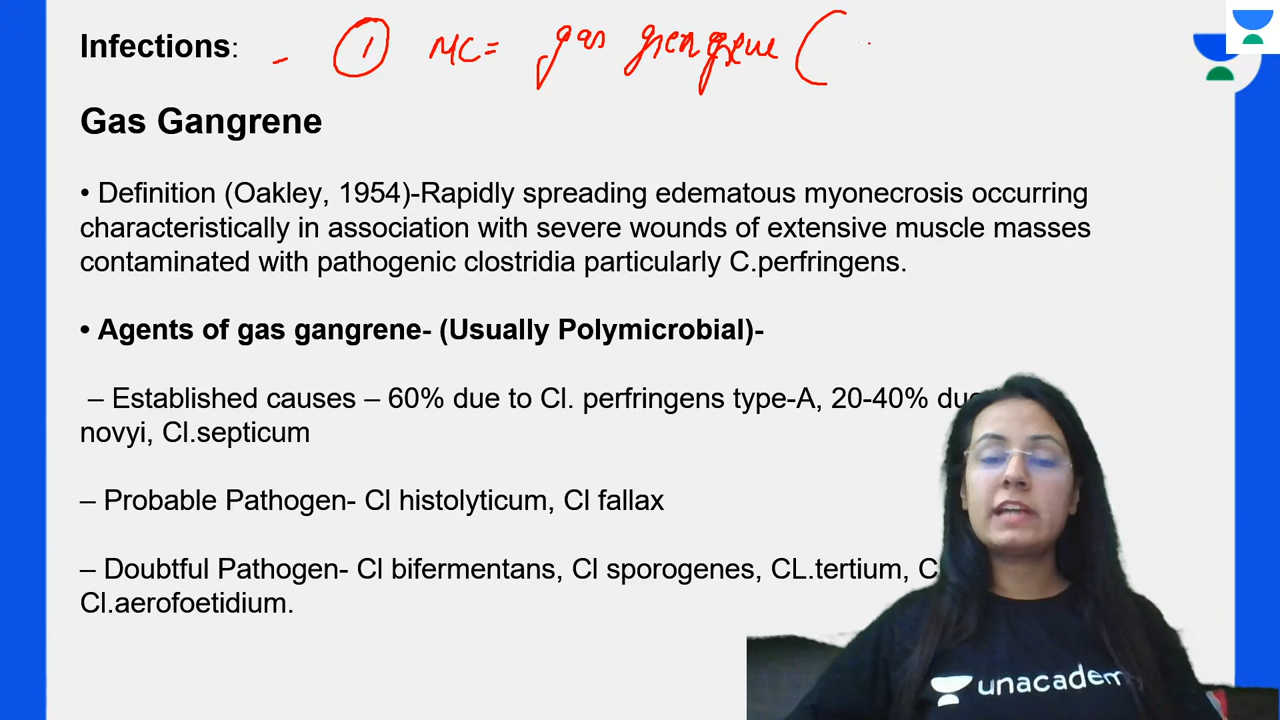 Infections: - ① MC= gas grengrene (
Gas Gangrene
• Definition (Oakley, 1954)-Rapidly spreading edematous myonecrosis occurring
characteristically in association with severe wounds of extensive muscle masses
contaminated with pathogenic clostridia particularly C.perfringens.
• Agents of gas gangrene- (Usually Polymicrobial)-
– Established causes – 60% due to Cl. perfringens type-A, 20-40% due
novyi, Cl.septicum
– Probable Pathogen- Cl histolyticum, Cl fallax
– Doubtful Pathogen- Cl bifermentans, Cl sporogenes, CL.tertium, C
Cl.aerofoetidium.
unacademy